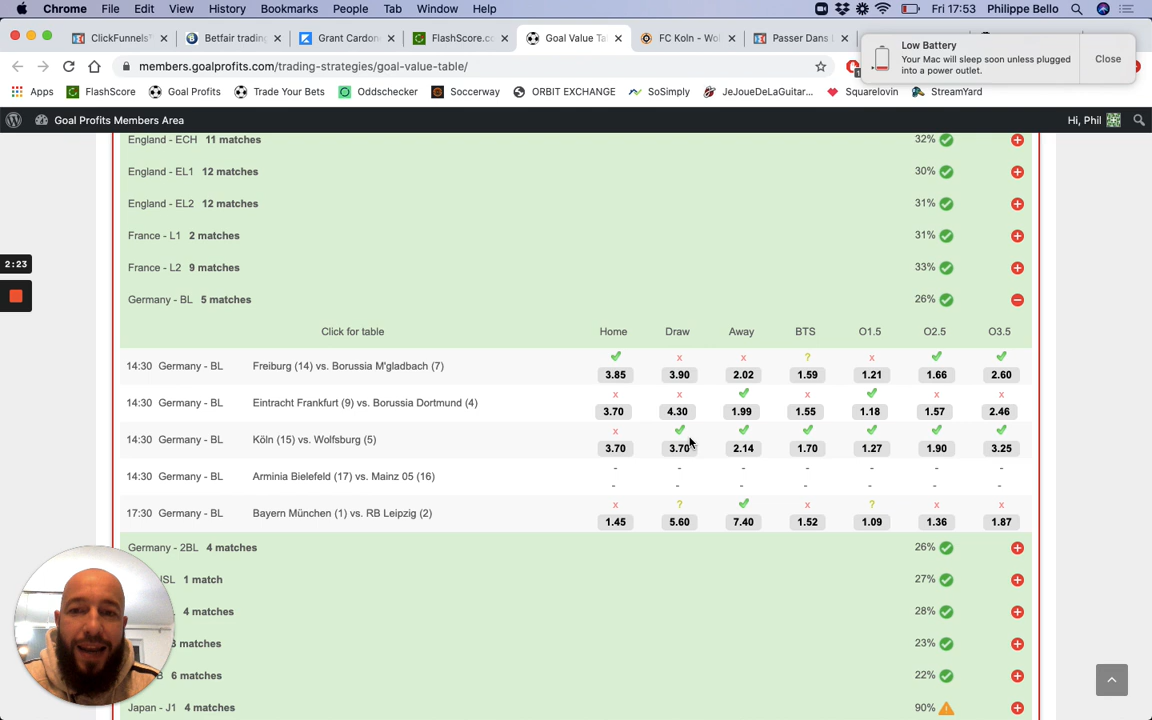 Chrome File Edit View History Bookmarks People Tab Window Help Fri 17:53 Philippe Bello
ClickFunnels™ Betfair tradin Grant Cardon FlashScore.co Goal Value Ta FC Koln - Wol Passer Dans L
Low Battery
Your Mac will sleep soon unless plugged
into a power outlet.
Close
members.goalprofits.com/trading-strategies/goal-value-table/
Apps FlashScore Goal Profits Trade Your Bets Oddschecker Soccerway ORBIT EXCHANGE SoSimply JeJoueDeLaGuitar... Squarelovin StreamYard
Goal Profits Members Area Hi, Phil
England - ECH 11 matches 32%
England - EL1 12 matches 30%
England - EL2 12 matches 31%
France - L1 2 matches 31%
2:23
France - L2 9 matches 33%
Germany - BL 5 matches 26%
Click for table Home Draw Away BTS O1.5 O2.5 O3.5
x x ? x
14:30 Germany - BL Freiburg (14) vs. Borussia M'gladbach (7)
3.85 3.90 2.02 1.59 1.21 1.66 2.60
x x x x x
14:30 Germany - BL Eintracht Frankfurt (9) vs. Borussia Dortmund (4)
3.70 4.30 1.99 1.55 1.18 1.57 2.46
x
14:30 Germany - BL Köln (15) vs. Wolfsburg (5)
3.70 3.70 2.14 1.70 1.27 1.90 3.25
- - - - - - -
14:30 Germany - BL Arminia Bielefeld (17) vs. Mainz 05 (16)
- - - - - - -
x ? x ? x x
17:30 Germany - BL Bayern München (1) vs. RB Leipzig (2)
1.45 5.60 7.40 1.52 1.09 1.36 1.87
Germany - 2BL 4 matches 26%
1 match 27%
4 matches 28%
matches 23%
6 matches 22%
Japan - J1 4 matches 90%